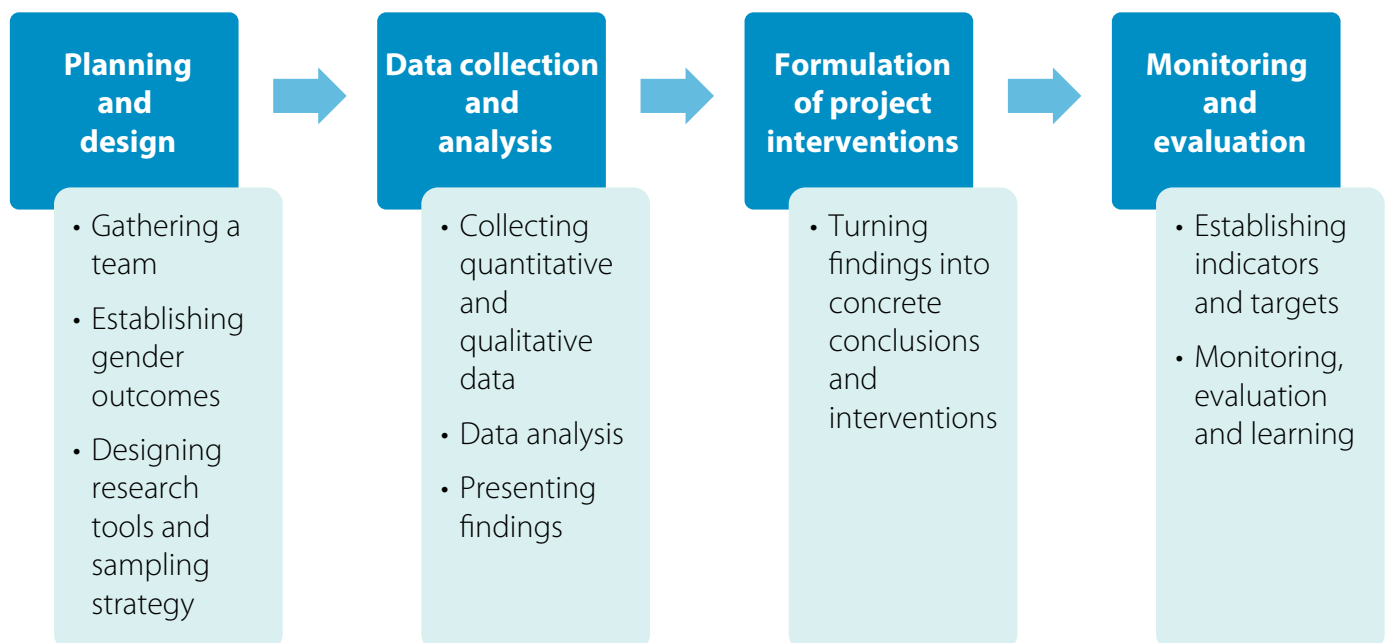 Planning
and
design
• Gathering a
team
• Establishing
gender
outcomes
• Designing
research
tools and
sampling
strategy
Data collection
and
analysis
• Collecting
quantitative
and
qualitative
data
• Data analysis
• Presenting
findings
Formulation
of project
interventions
• Turning
findings into
concrete
conclusions
and
interventions
Monitoring
and
evaluation
• Establishing
indicators
and targets
• Monitoring,
evaluation
and learning